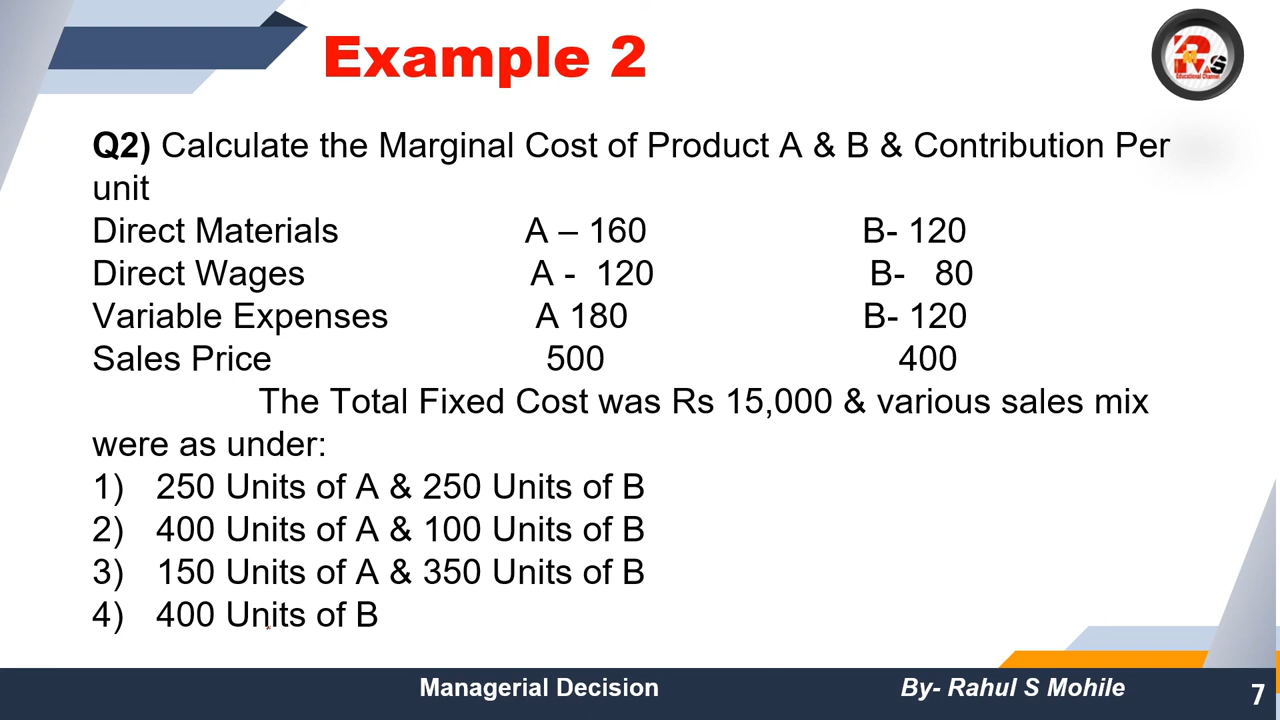 Example 2
Educational Channel
Q2) Calculate the Marginal Cost of Product A & B & Contribution Per
unit
Direct Materials A – 160 B- 120
Direct Wages A - 120 B- 80
Variable Expenses A 180 B- 120
Sales Price 500 400
The Total Fixed Cost was Rs 15,000 & various sales mix
were as under:
1) 250 Units of A & 250 Units of B
2) 400 Units of A & 100 Units of B
3) 150 Units of A & 350 Units of B
4) 400 Units of B
Managerial Decision By- Rahul S Mohile 7